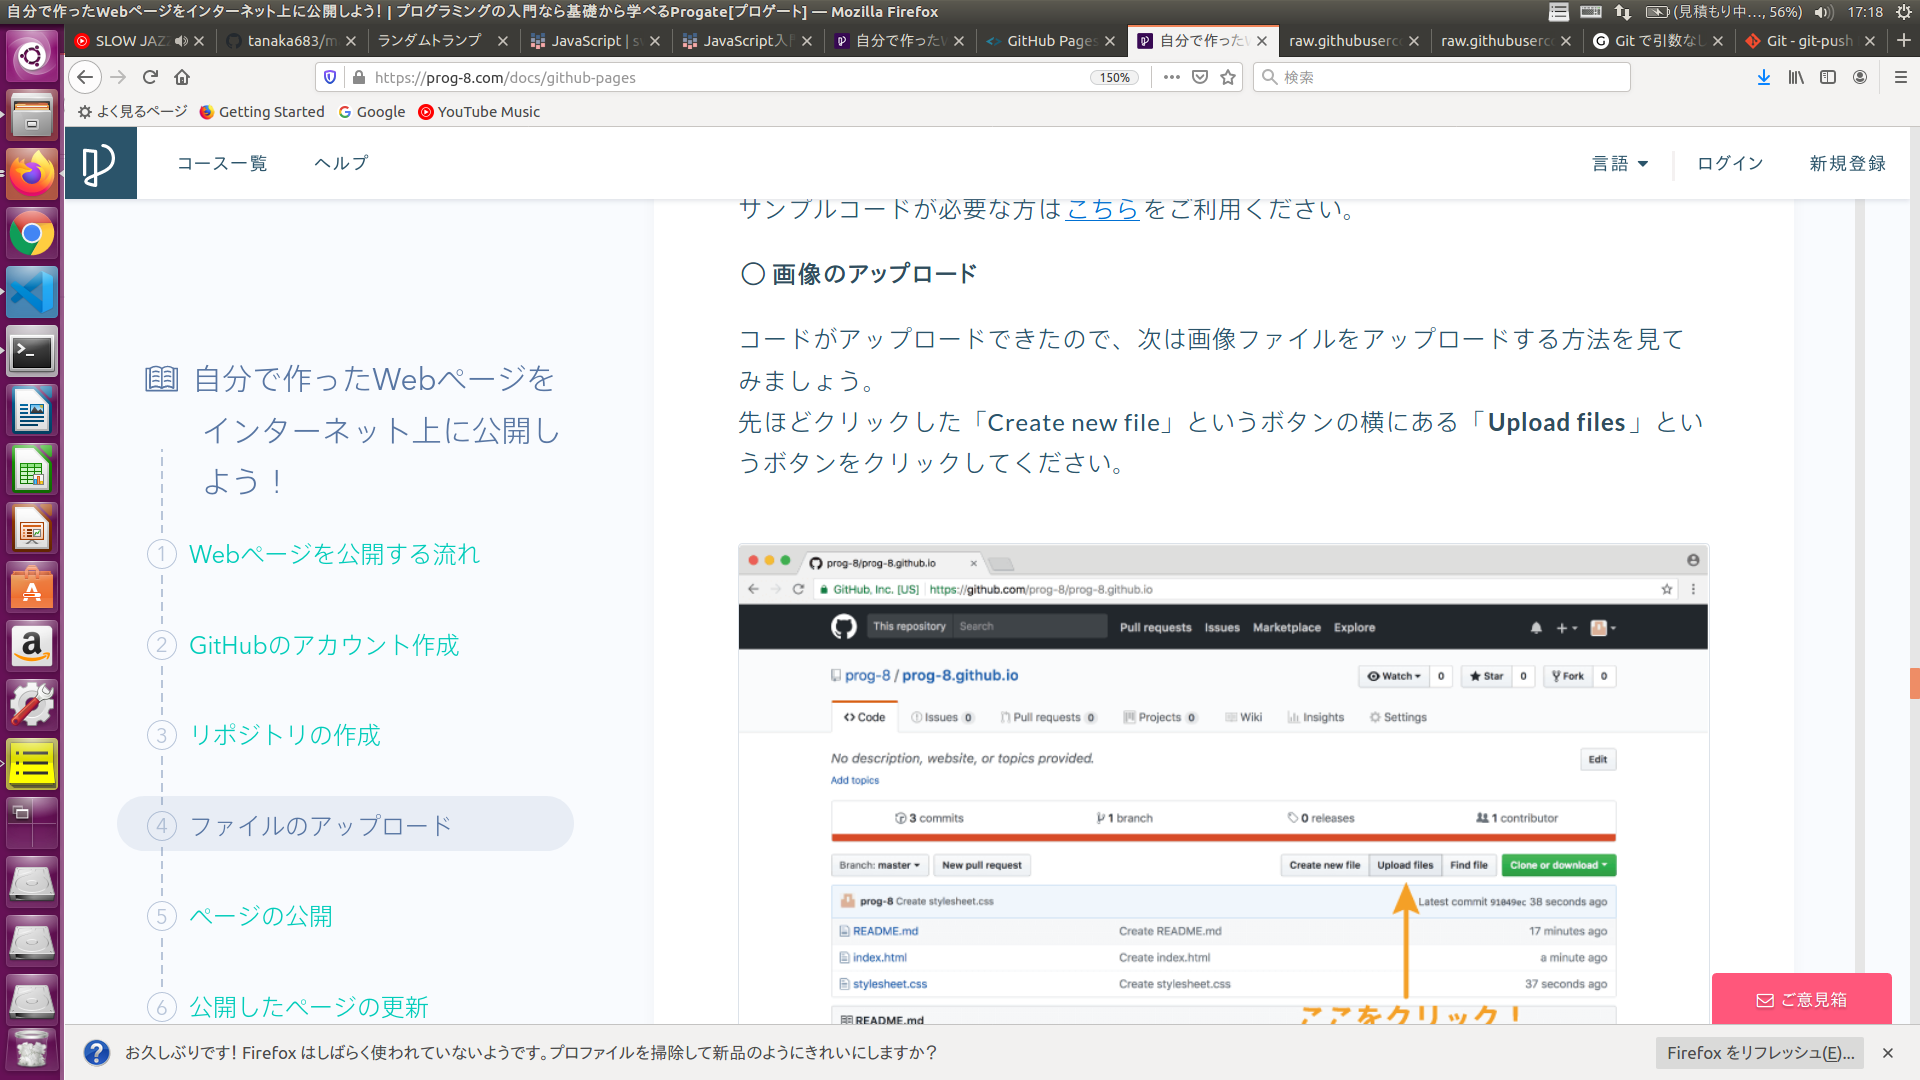 自分で作ったWebページをインターネット上に公開しよう! | プログラミングの入門なら基礎から学べるProgate[プロゲート] — Mozilla Firefox
(見積もり中..., 56%)
17:18
SLOW JAZ
tanaka683/m
ランダムトランプ
JavaScript | sw
JavaScript入門
自分で作ったW
GitHub Pages
自分で作ったW
raw.githubuserco
raw.githubuserco
Git で引数なし
Git - git-push
https://prog-8.com/docs/github-pages
150%
検索
よく見るページ
Getting Started
Google
YouTube Music
コース一覧
ヘルプ
言語
ログイン
新規登録
自分で作ったWebページを
インターネット上に公開し
よう！
1 Webページを公開する流れ
2 GitHubのアカウント作成
3 リポジトリの作成
4 ファイルのアップロード
5 ページの公開
6 公開したページの更新
サンプルコードが必要な方はこちらをご利用ください。
◯ 画像のアップロード
コードがアップロードできたので、次は画像ファイルをアップロードする方法を見て
みましょう。
先ほどクリックした「Create new file」というボタンの横にある「Upload files」とい
うボタンをクリックしてください。
prog-8/prog-8.github.io
GitHub, Inc. [US] https://github.com/prog-8/prog-8.github.io
This repository Search
Pull requests Issues Marketplace Explore
prog-8 / prog-8.github.io
Watch 0
Star 0
Fork 0
Code
Issues 0
Pull requests 0
Projects 0
Wiki
Insights
Settings
No description, website, or topics provided.
Edit
Add topics
3 commits
1 branch
0 releases
1 contributor
Branch: master
New pull request
Create new file
Upload files
Find file
Clone or download
prog-8 Create stylesheet.css
Latest commit 91049ec 38 seconds ago
README.md Create README.md 17 minutes ago
index.html Create index.html a minute ago
stylesheet.css Create stylesheet.css 37 seconds ago
README.md
ここをクリック！
ご意見箱
お久しぶりです! Firefox はしばらく使われていないようです。プロファイルを掃除して新品のようにきれいにしますか?
Firefox をリフレッシュ(E)...